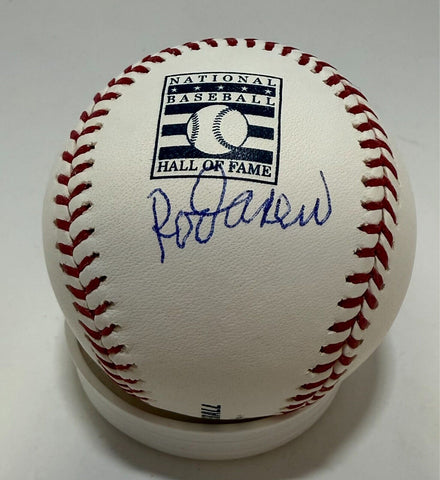 NATIONAL
BASEBALL
HALL OF FAME
Rod Carew